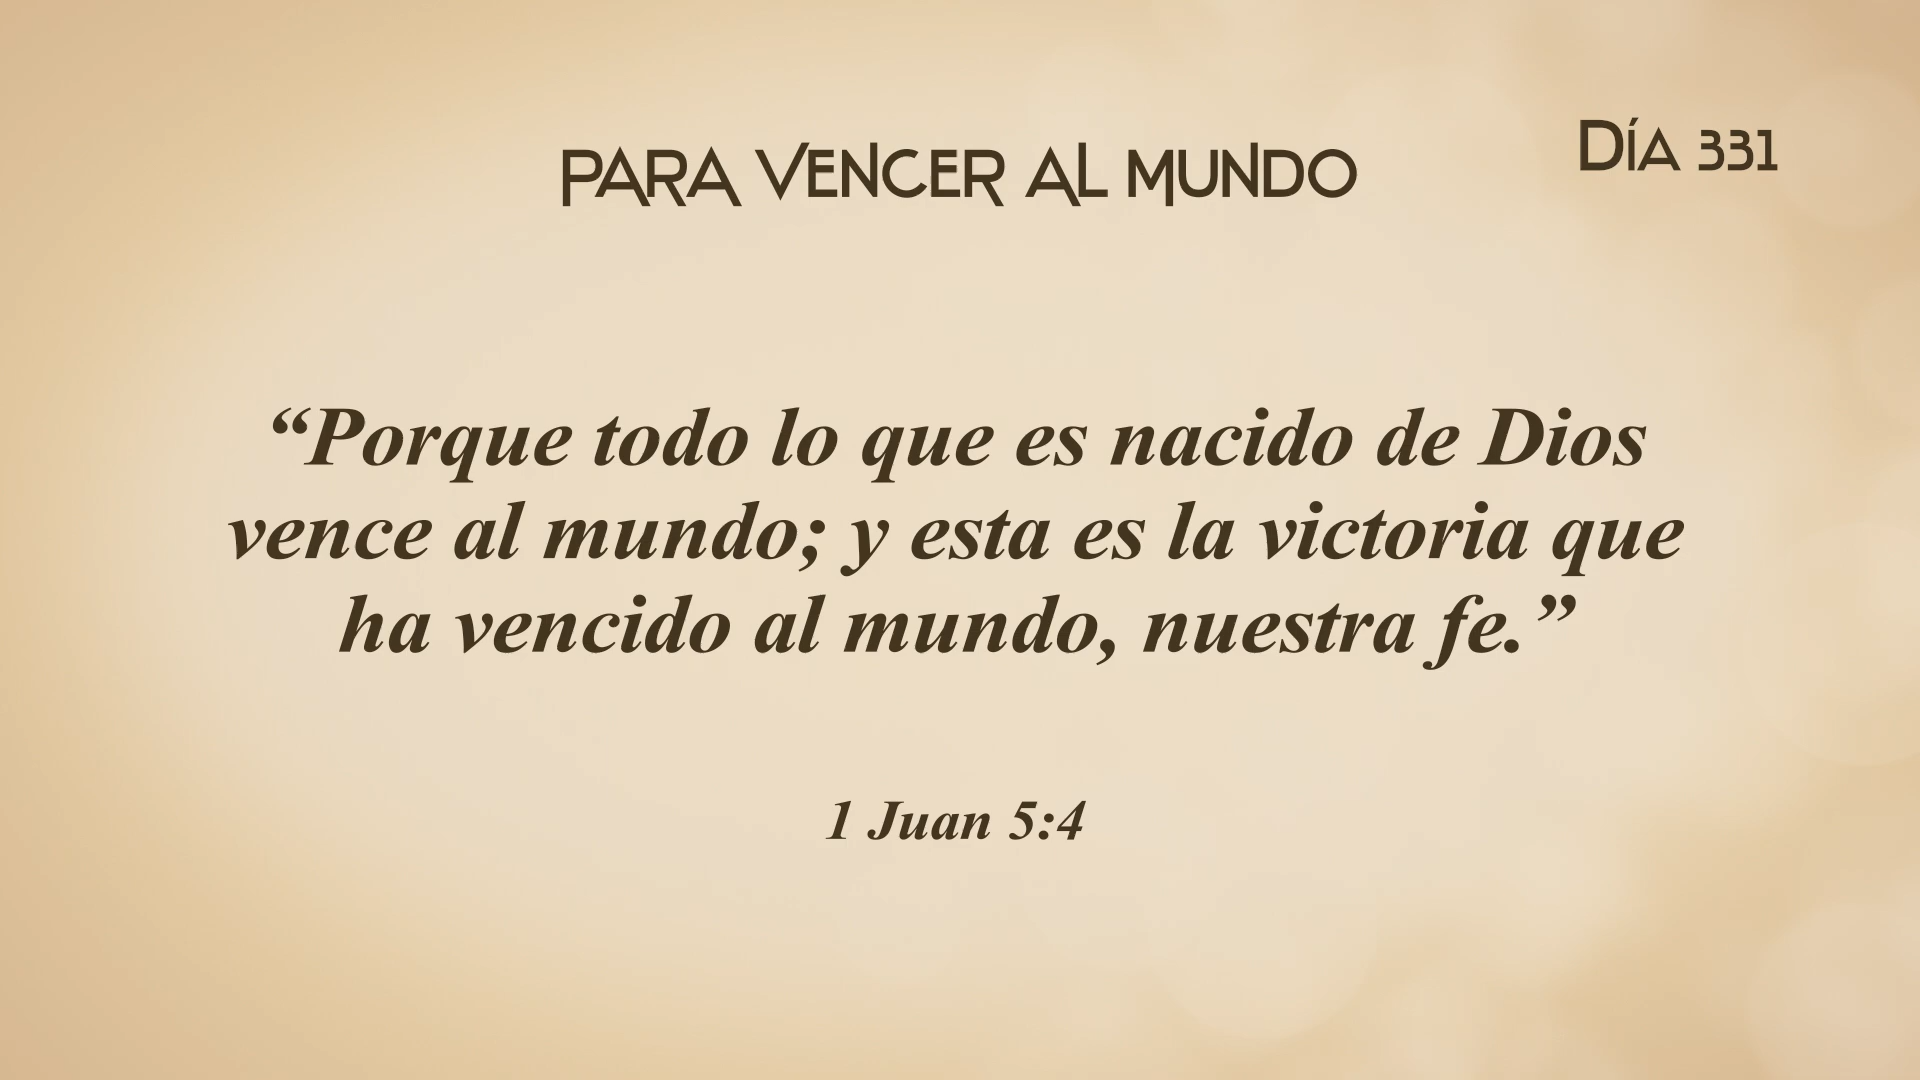 PARA VENCER AL MUNDO
DÍA 331
“Porque todo lo que es nacido de Dios
vence al mundo; y esta es la victoria que
ha vencido al mundo, nuestra fe.”
1 Juan 5:4